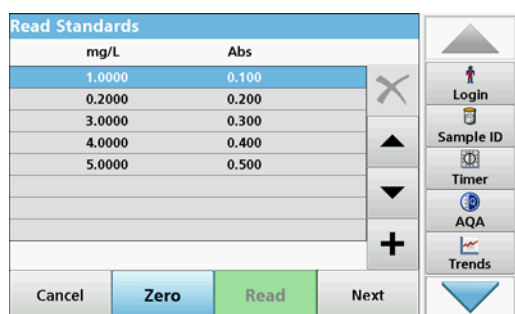 Read Standards
mg/L Abs
1.0000 0.100
0.2000 0.200
3.0000 0.300
4.0000 0.400
5.0000 0.500
Cancel Zero Read Next
Login
Sample ID
Timer
AQA
Trends